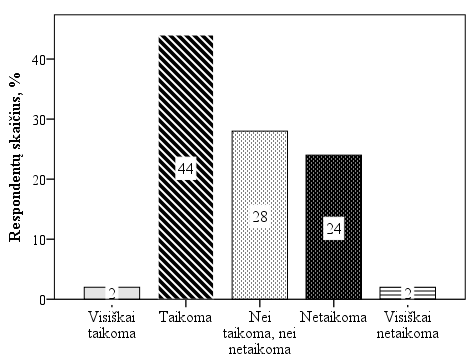 Respondentų skaičius, %
40
30
20
10
0
2
44
28
24
2
Visiškai
taikoma
Taikoma
Nei
taikoma, nei
netaikoma
Netaikoma
Visiškai
netaikoma